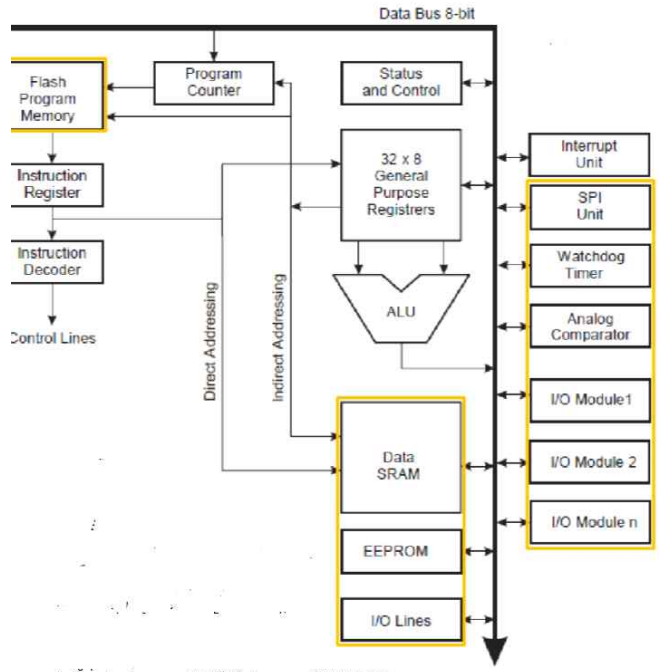 Data Bus 8-bit
Flash
Program
Memory
Program
Counter
Status
and Control
32 x 8
General
Purpose
Registrers
Interrupt
Unit
Instruction
Register
SPI
Unit
Instruction
Decoder
Watchdog
Timer
Direct Addressing
Indirect Addressing
ALU
Analog
Comparator
Control Lines
I/O Module1
Data
SRAM
I/O Module 2
I/O Module n
EEPROM
I/O Lines